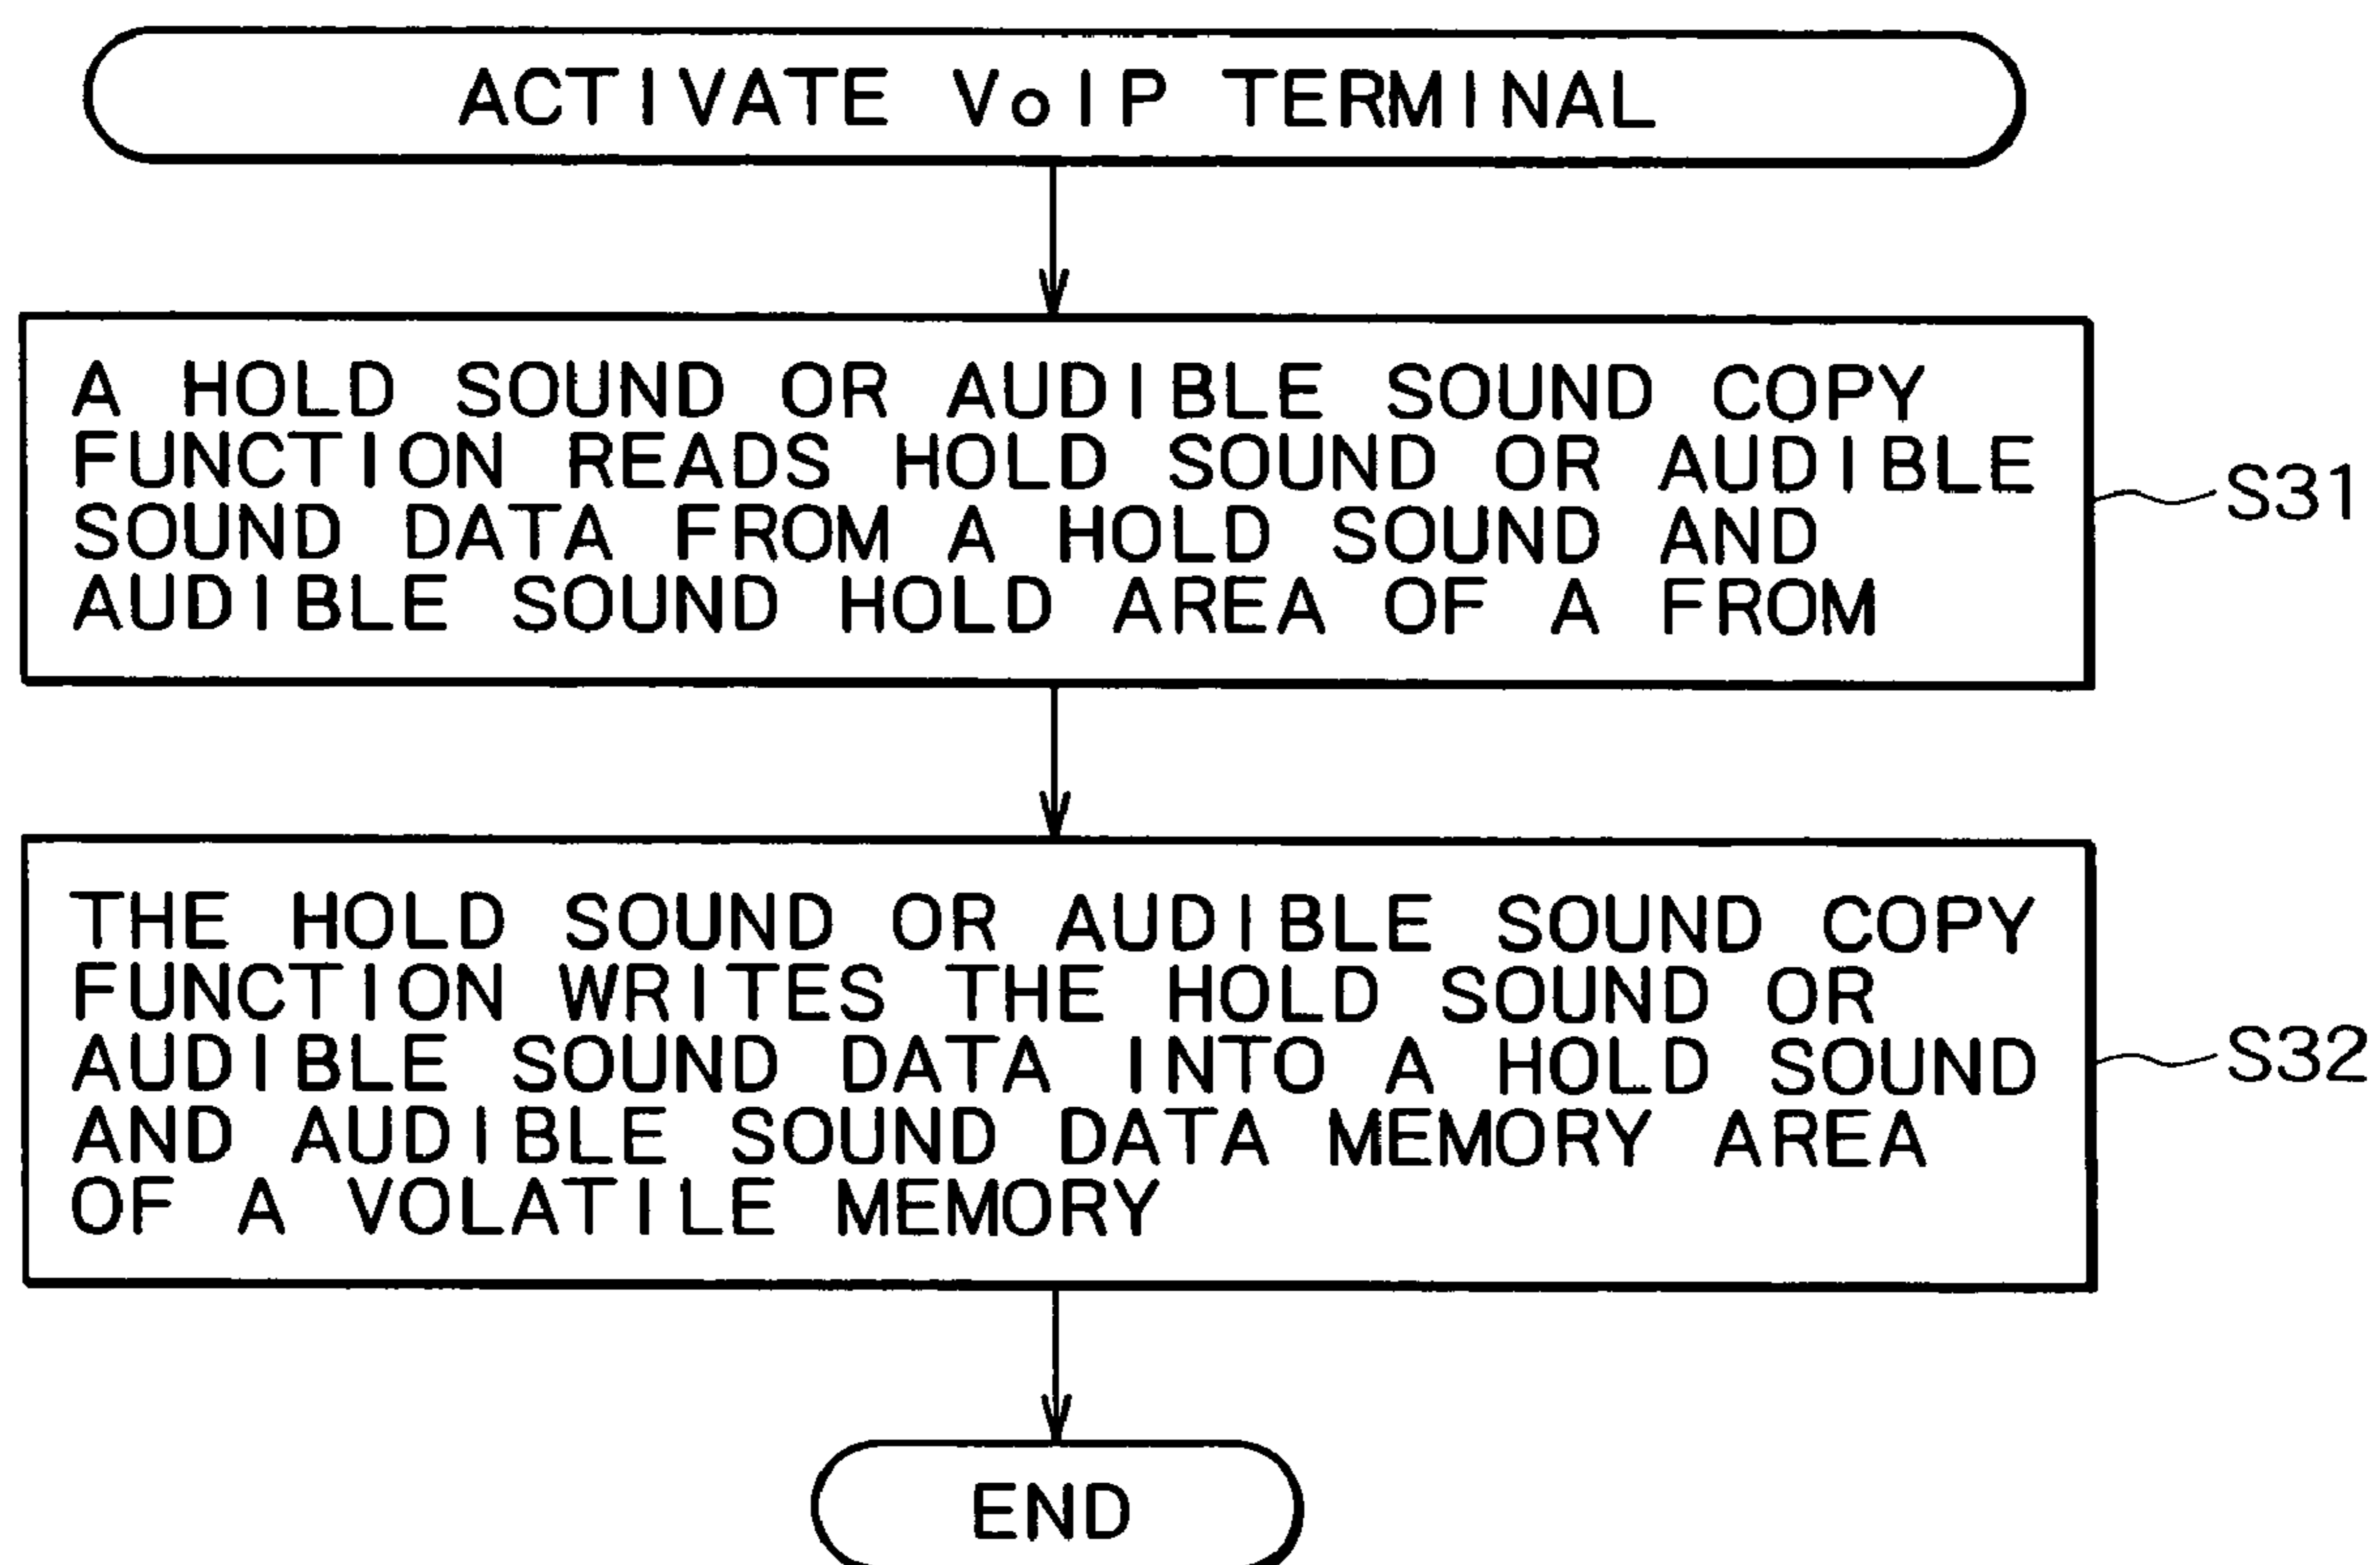 ACTIVATE VoIP TERMINAL
A HOLD SOUND OR AUDIBLE SOUND COPY
FUNCTION READS HOLD SOUND OR AUDIBLE
SOUND DATA FROM A HOLD SOUND AND
AUDIBLE SOUND HOLD AREA OF A FROM
S31
THE HOLD SOUND OR AUDIBLE SOUND COPY
FUNCTION WRITES THE HOLD SOUND OR
AUDIBLE SOUND DATA INTO A HOLD SOUND
AND AUDIBLE SOUND DATA MEMORY AREA
OF A VOLATILE MEMORY
S32
END